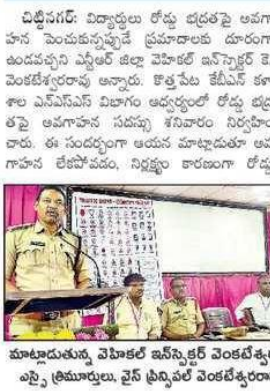 చిట్టినగర్: విద్యార్థులు రోడ్డు భద్రతపై అవగా
హన పెంచుకున్నప్పుడే ప్రమాదాలకు దూరంగా
ఉండవచ్చని ఎన్టీఆర్ జిల్లా వెహికల్ ఇన్‌స్పెక్టర్ కె.
వెంకటేశ్వరరావు అన్నారు. కొత్తపేట కేబీఎన్ కళా
శాల ఎన్ఎస్ఎస్ విభాగం ఆధ్వర్యంలో రోడ్డు భద్ర
తపై అవగాహన సదస్సు శనివారం నిర్వహిం
చారు. ఈ సందర్భంగా ఆయన మాట్లాడుతూ అవ
గాహన లేకపోవడం, నిర్లక్ష్యం కారణంగా రోడ్డు
మాట్లాడుతున్న వెహికల్ ఇన్‌స్పెక్టర్ వెంకటేశ్వ
ఎస్సై త్రిమూర్తులు, వైస్ ప్రిన్సిపల్ వెంకటేశ్వరరావ